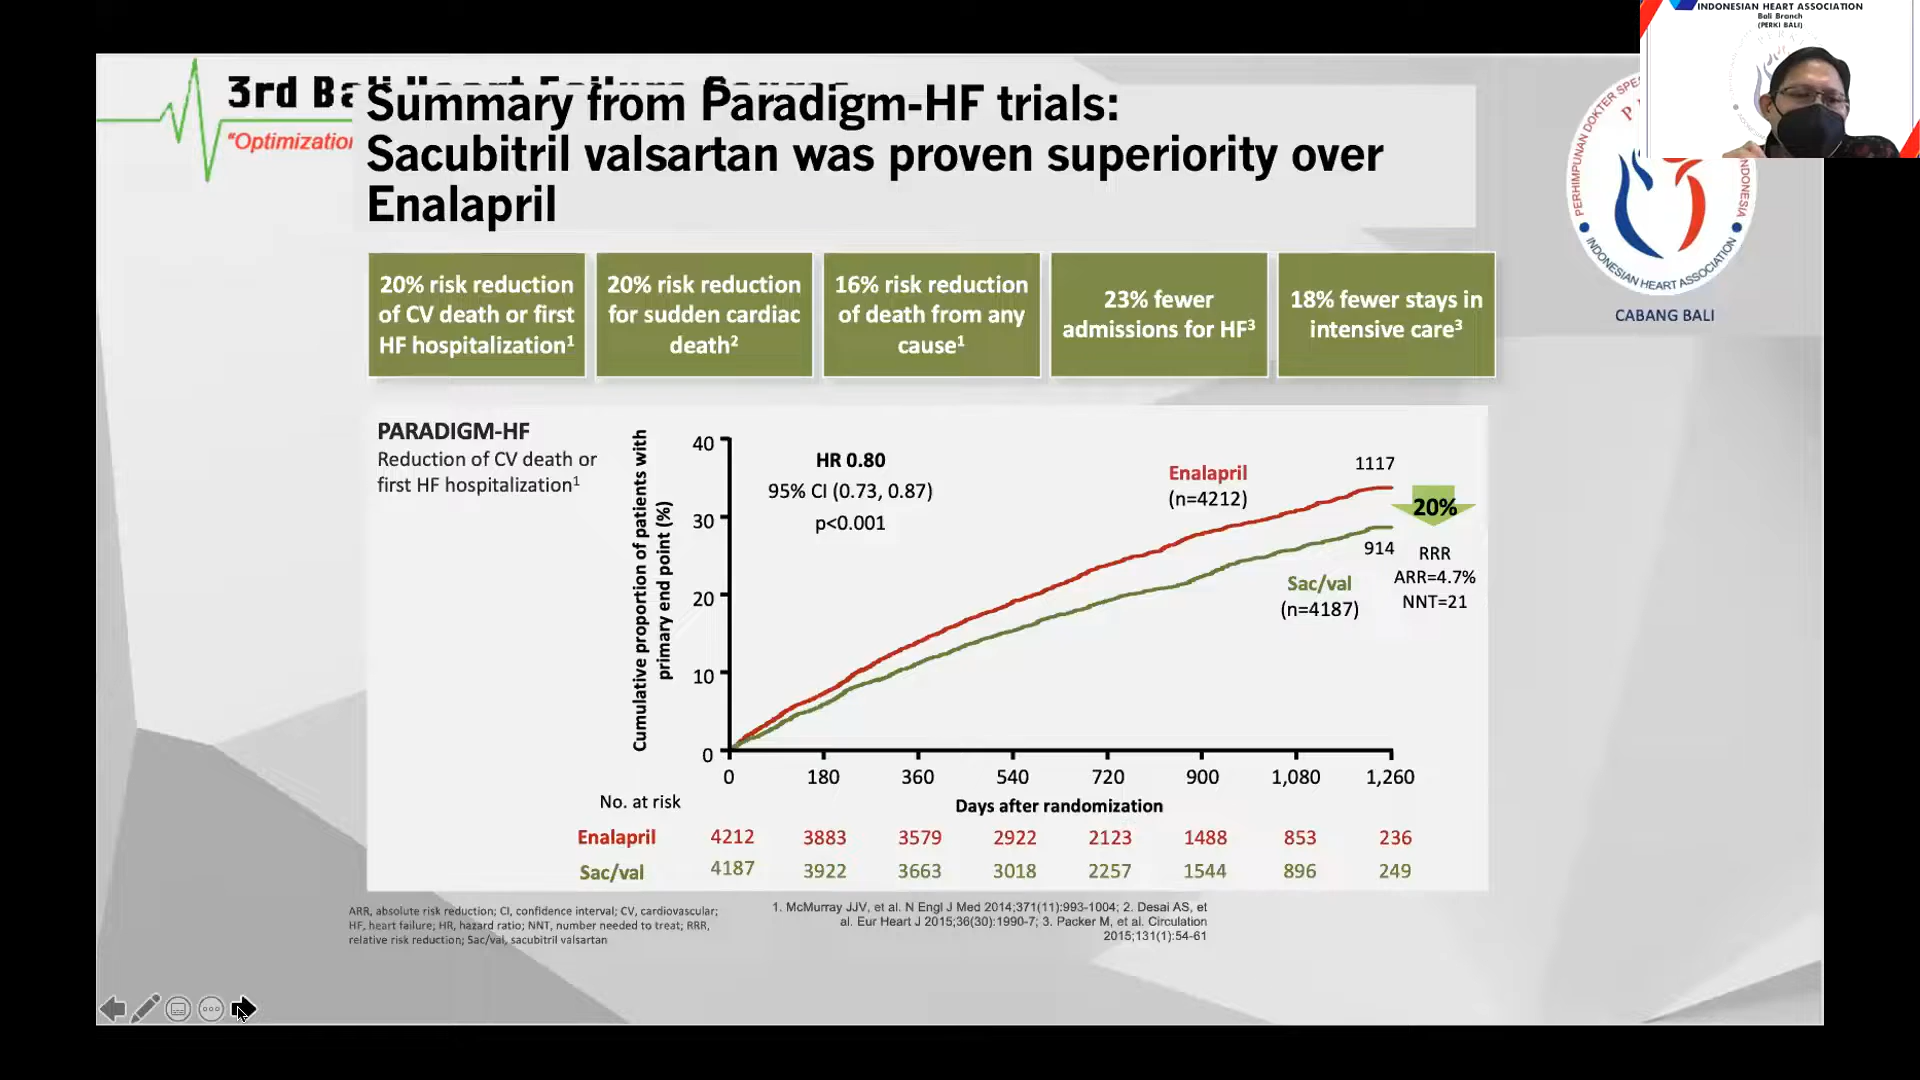 INDONESIAN HEART ASSOCIATION
Bali Branch
(PERKI BALI)
3rd Ba
"Optimization
Summary from Paradigm-HF trials:
Sacubitril valsartan was proven superiority over
Enalapril
INDONESIAN HEART ASSOCIATION
CABANG BALI
20% risk reduction
of CV death or first
HF hospitalization¹
20% risk reduction
for sudden cardiac
death²
16% risk reduction
of death from any
cause¹
23% fewer
admissions for HF³
18% fewer stays in
intensive care³
PARADIGM-HF
Reduction of CV death or
first HF hospitalization¹
Cumulative proportion of patients with
primary end point (%)
40
30
20
10
0
HR 0.80
95% CI (0.73, 0.87)
p<0.001
Enalapril
(n=4212)
1117
20%
914
Sac/val
(n=4187)
RRR
ARR=4.7%
NNT=21
0 180 360 540 720 900 1,080 1,260
No. at risk
Days after randomization
Enalapril 4212 3883 3579 2922 2123 1488 853 236
Sac/val 4187 3922 3663 3018 2257 1544 896 249
ARR, absolute risk reduction; CI, confidence interval; CV, cardiovascular;
HF, heart failure; HR, hazard ratio; NNT, number needed to treat; RRR,
relative risk reduction; Sac/val, sacubitril valsartan
1. McMurray JJV, et al. N Engl J Med 2014;371(11):993-1004; 2. Desai AS, et
al. Eur Heart J 2015;36(30):1990-7; 3. Packer M, et al. Circulation
2015;131(1):54-61